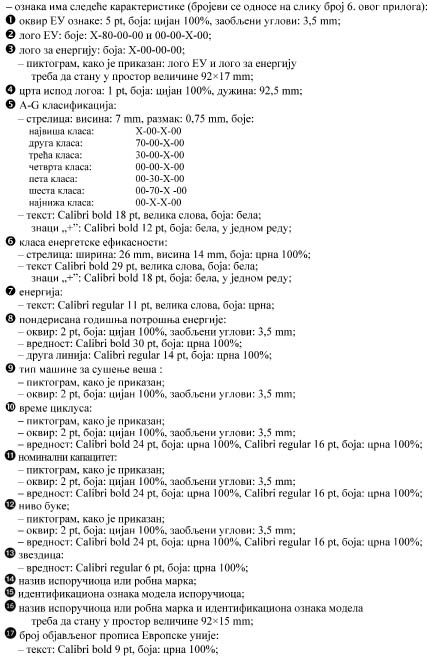 – ознака има следеће карактеристике (бројеви се односе на слику број 6. овог прилога):
❶ оквир ЕУ ознаке: 5 pt, боја: цијан 100%, заобљени углови: 3,5 mm;
❷ лого ЕУ: боје: X-80-00-00 и 00-00-X-00;
❸ лого за енергију: боја: X-00-00-00;
– пиктограм, како је приказан: лого ЕУ и лого за енергију
треба да стану у простор величине 92×17 mm;
❹ црта испод логоа: 1 pt, боја: цијан 100%, дужина: 92,5 mm;
❺ A-G класификација:
– стрелица: висина: 7 mm, размак: 0,75 mm, боје:
највиша класа: X-00-X-00
друга класа: 70-00-X-00
трећа класа: 30-00-X-00
четврта класа: 00-00-X-00
пета класа: 00-30-X-00
шеста класа: 00-70-X -00
најнижа класа: 00-X-X-00
– текст: Calibri bold 18 pt, велика слова, боја: бела;
знаци „+”: Calibri bold 12 pt, боја: бела, у једном реду;
❻ класа енергетске ефикасности:
– стрелица: ширина: 26 mm, висина 14 mm, боја: црна 100%;
– текст Calibri bold 29 pt, велика слова, боја: бела;
знаци „+”: Calibri bold 18 pt, боја: бела, у једном реду;
❼ енергија:
– текст: Calibri regular 11 pt, велика слова, боја: црна;
❽ пондерисана годишња потрошња енергије:
– оквир: 2 pt, боја: цијан 100%, заобљени углови: 3,5 mm;
– вредност: Calibri bold 30 pt, боја: црна 100%;
– друга линија: Calibri regular 14 pt, боја: црна 100%;
❾ тип машине за сушење веша :
– пиктограм, како је приказан;
– оквир: 2 pt, боја: цијан 100%, заобљени углови: 3,5 mm;
❿ време циклуса:
– пиктограм, како је приказан;
– оквир: 2 pt, боја: цијан 100%, заобљени углови: 3,5 mm;
– вредност: Calibri bold 24 pt, боја: црна 100%, Calibri regular 16 pt, боја: црна 100%;
⓫ номинални капацитет:
– пиктограм, како је приказан;
– оквир: 2 pt, боја: цијан 100%, заобљени углови: 3,5 mm;
– вредност: Calibri bold 24 pt, боја: црна 100%, Calibri regular 16 pt, боја: црна 100%;
⓬ ниво буке;
– пиктограм, како је приказан;
– оквир: 2 pt, боја: цијан 100%, заобљени углови: 3,5 mm;
– вредност: Calibri bold 24 pt, боја: црна 100%, Calibri regular 16 pt, боја: црна 100%;
⓭ звездица:
– вредност: Calibri regular 6 pt, боја: црна 100%;
⓮ назив испоручиоца или робна марка;
⓯ идентификациона ознака модела испоручиоца;
⓰ назив испоручиоца или робна марка и идентификациона ознака модела
треба да стану у простор величине 92×15 mm;
⓱ број објављеног прописа Европске уније:
– текст: Calibri bold 9 pt, боја: црна 100%;